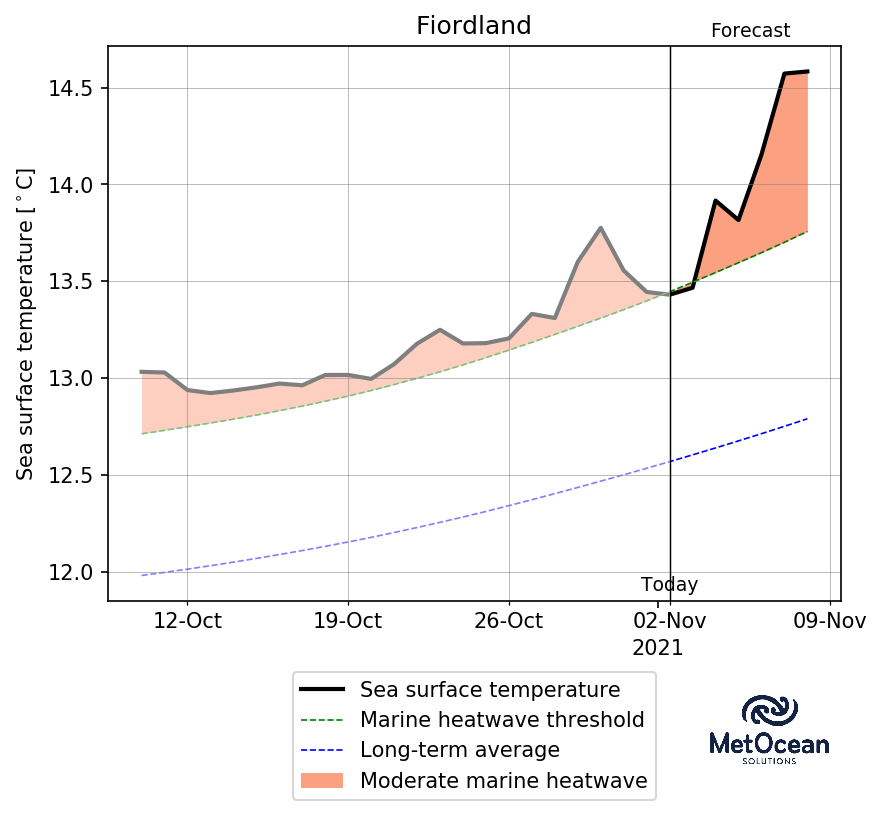 Fiordland
Forecast
Sea surface temperature [°C]
14.5
14.0
13.5
13.0
12.5
12.0
Today
12-Oct
19-Oct
26-Oct
02-Nov
09-Nov
2021
Sea surface temperature
Marine heatwave threshold
Long-term average
Moderate marine heatwave
MetOcean
SOLUTIONS